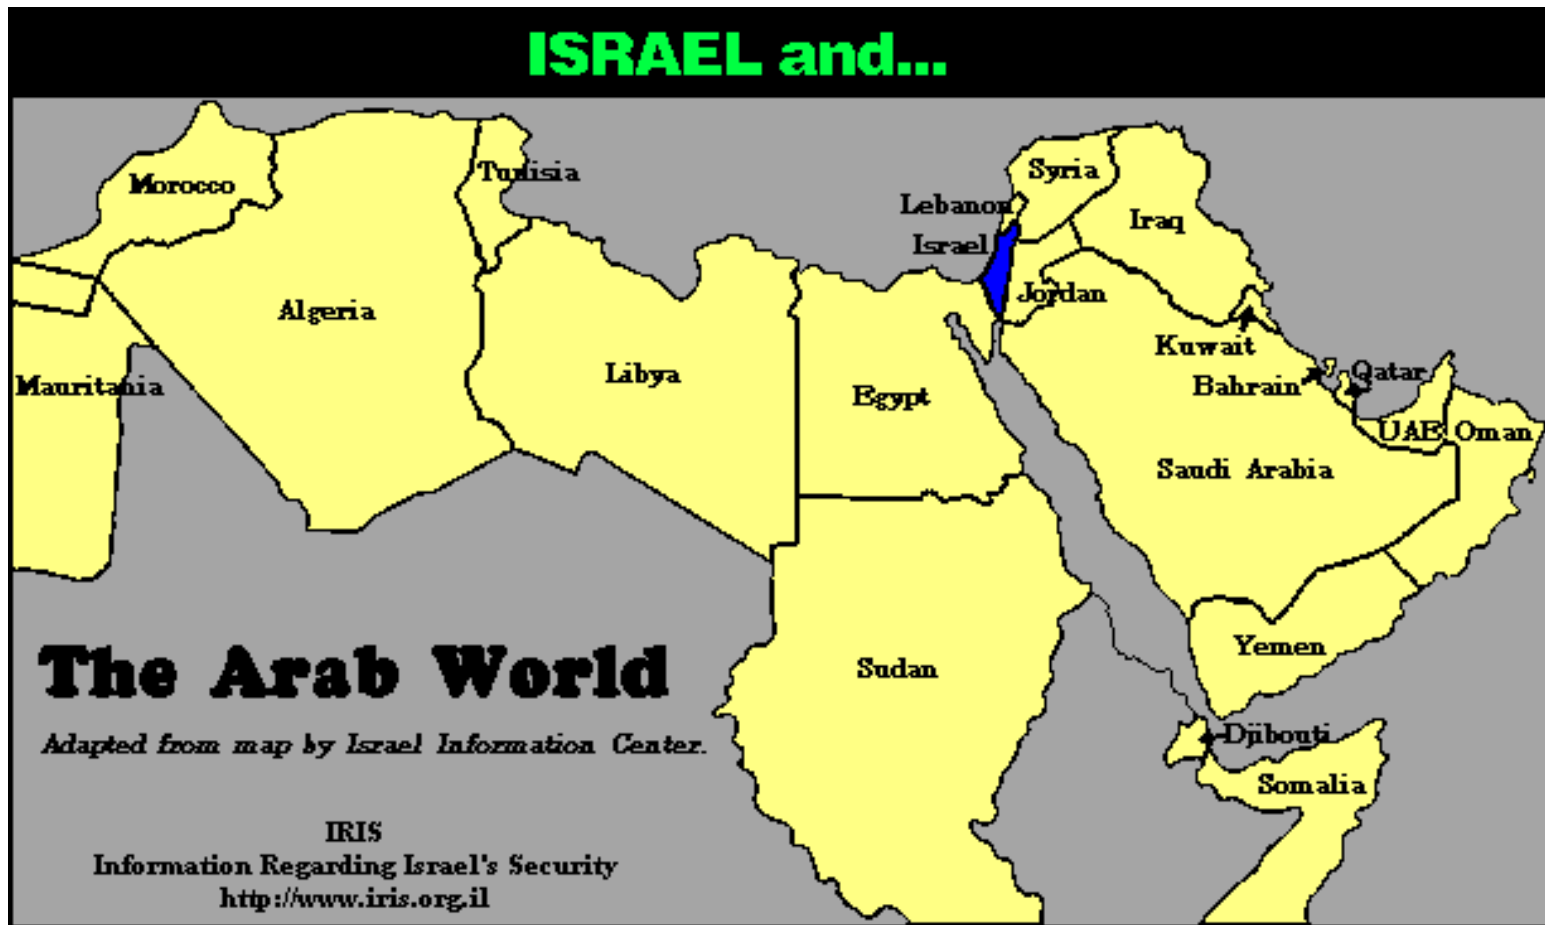 ISRAEL and...
Morocco
Tunisia
Syria
Lebanon
Iraq
Israel
Algeria
Jordan
Kuwait
Libya
Mauritania
Bahrain
Qatar
Egypt
UAE
Oman
Saudi Arabia
Yemen
Sudan
The Arab World
Adapted from map by Israel Information Center.
Djibouti
Somalia
IRIS
Information Regarding Israel's Security
http://www.iris.org.il